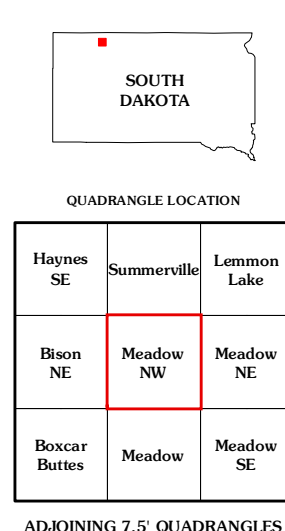 SOUTH
DAKOTA
QUADRANGLE LOCATION
Haynes
SE
Summerville
Lemmon
Lake
Bison
NE
Meadow
NW
Meadow
NE
Boxcar
Buttes
Meadow
Meadow
SE
ADJOINING 7.5' QUADRANGLES